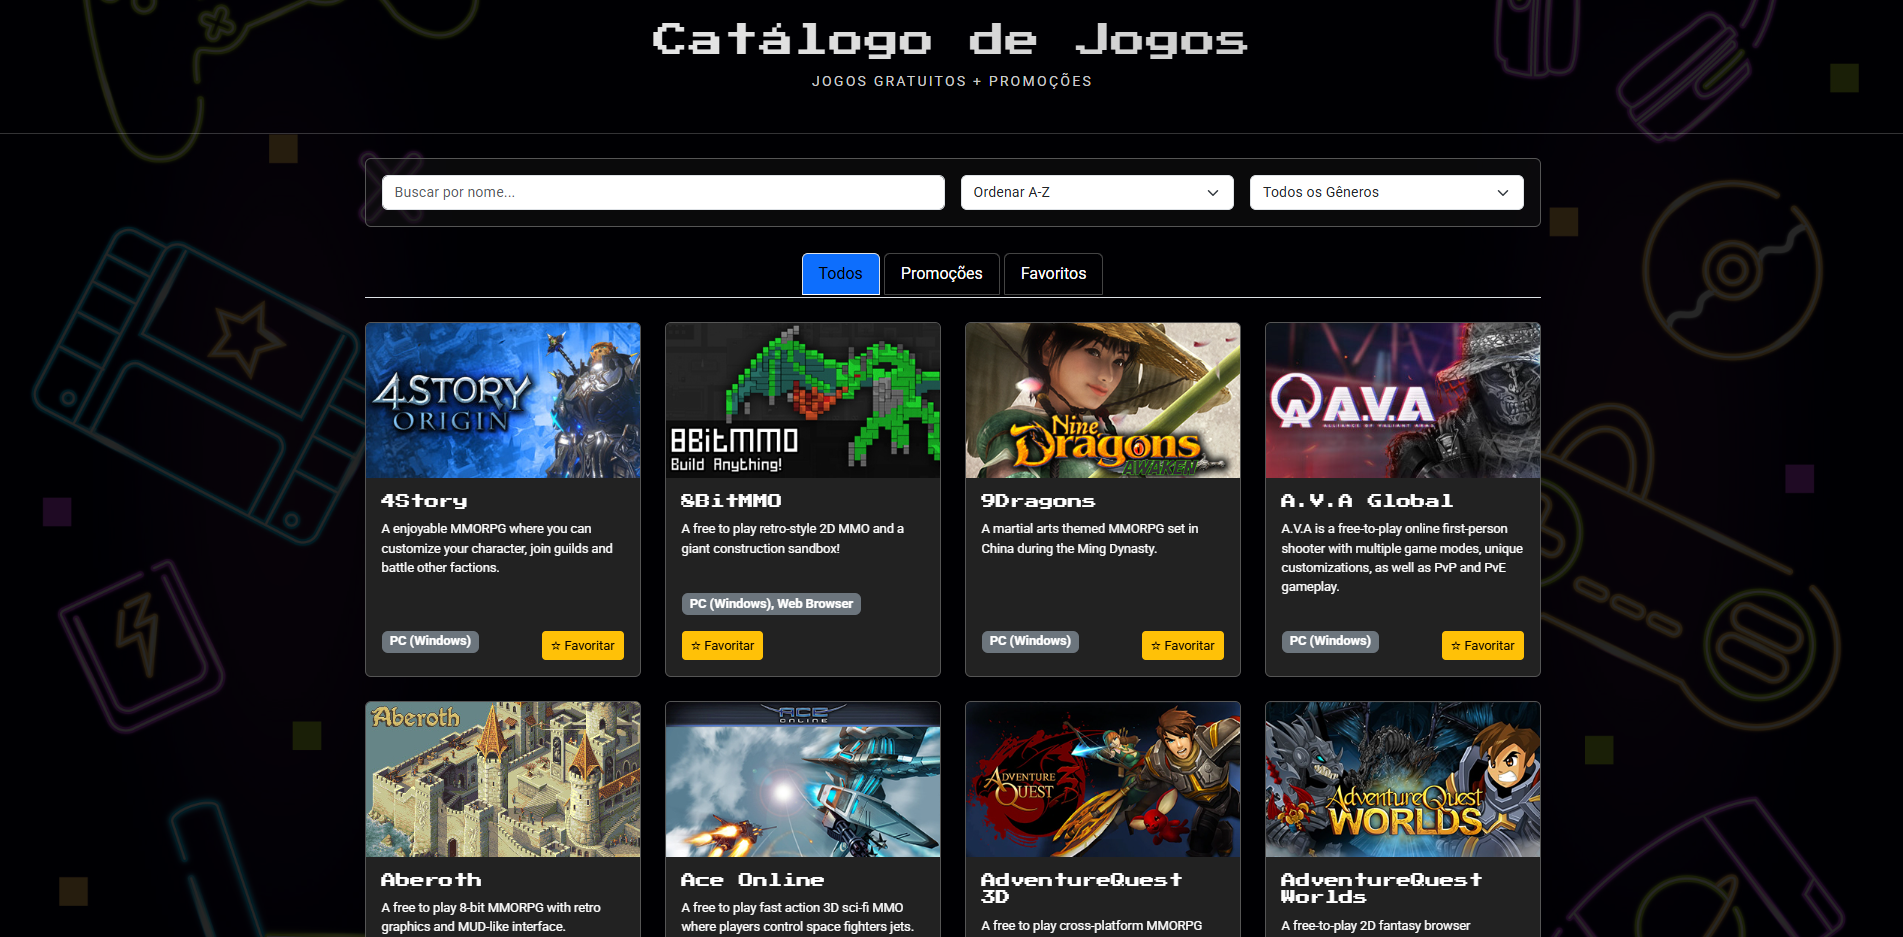 Catálogo de Jogos
JOGOS GRATUITOS + PROMOÇÕES
Buscar por nome...
Ordenar A-Z
Todos os Gêneros
Todos
Promoções
Favoritos
4STORY
ORIGIN
8BitMMO
Build Anything!
Nine
Dragons
AWAKEN
A.V.A
ALLIANCE OF VALIANT ARMS
4Story
A enjoyable MMORPG where you can
customize your character, join guilds and
battle other factions.
PC (Windows)
☆ Favoritar
8BitMMO
A free to play retro-style 2D MMO and a
giant construction sandbox!
PC (Windows), Web Browser
☆ Favoritar
9Dragons
A martial arts themed MMORPG set in
China during the Ming Dynasty.
PC (Windows)
☆ Favoritar
A.V.A Global
A.V.A is a free-to-play online first-person
shooter with multiple game modes, unique
customizations, as well as PvP and PvE
gameplay.
PC (Windows)
☆ Favoritar
Aberoth
ACE
ONLINE
ADVENTURE
QUEST
3D
AdventureQuest
WORLDS
Aberoth
A free to play 8-bit MMORPG with retro
graphics and MUD-like interface.
Ace Online
A free to play fast action 3D sci-fi MMO
where players control space fighters jets.
AdventureQuest
3D
A free to play cross-platform MMORPG
AdventureQuest
Worlds
A free-to-play 2D fantasy browser